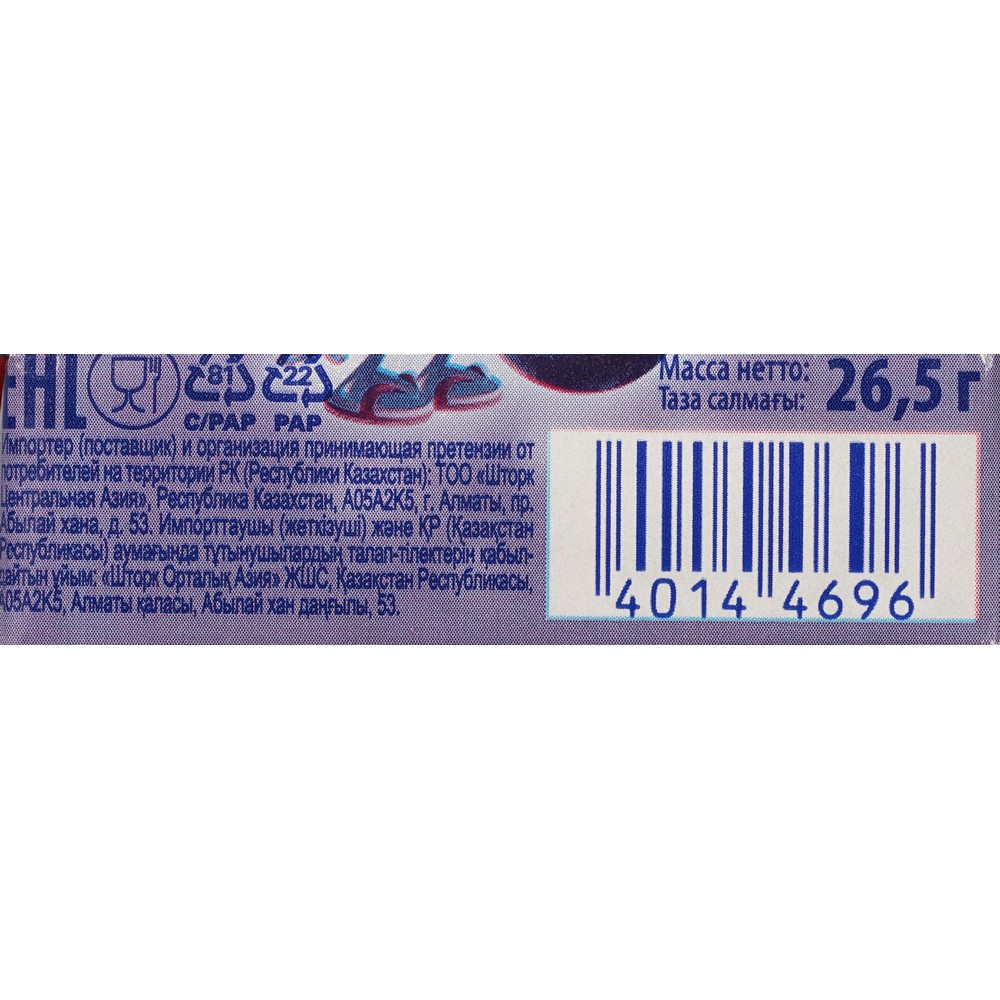 EAC
81 22
C/PAP PAP
Масса нетто: 26,5 г
Таза салмағы:
Импортер (поставщик) и организация принимающая претензии от
потребителей на территории РК (Республики Казахстан): ТОО «Шторк
Центральная Азия», Республика Казахстан, А05А2К5, г. Алматы, пр.
Абылай хана, д. 53. Импорттаушы (жеткізуші) және ҚР (Қазақстан
Республикасы) аумағында тұтынушылардың талап-тілектерін қабыл-
дайтын ұйым: «Шторк Орталық Азия» ЖШС, Қазақстан Республикасы,
А05А2К5, Алматы қаласы, Абылай хан даңғылы, 53.
4014 4696